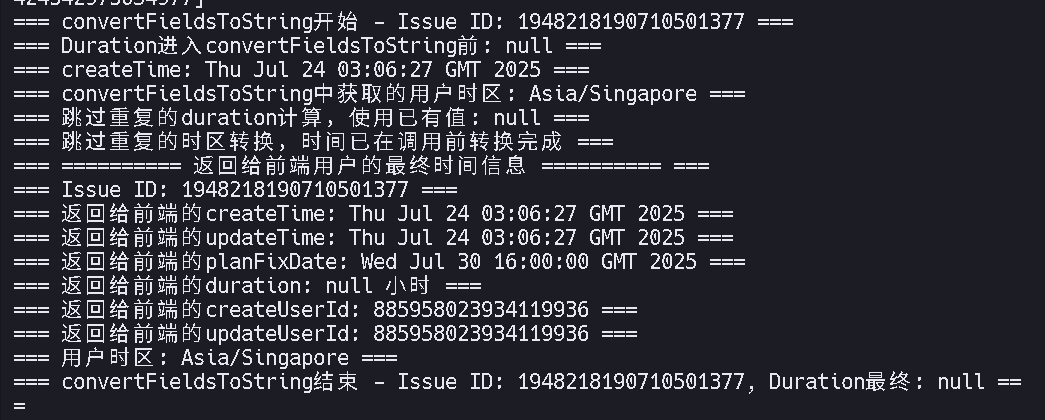 === convertFieldsToString开始 - Issue ID: 1948218190710501377 ===
=== Duration进入convertFieldsToString前: null ===
=== createTime: Thu Jul 24 03:06:27 GMT 2025 ===
=== convertFieldsToString中获取的用户时区: Asia/Singapore ===
=== 跳过重复的duration计算, 使用已有值: null ===
=== 跳过重复的时区转换, 时间已在调用前转换完成 ===
=== ========== 返回给前端用户的最终时间信息 ========== ===
=== Issue ID: 1948218190710501377 ===
=== 返回给前端的createTime: Thu Jul 24 03:06:27 GMT 2025 ===
=== 返回给前端的updateTime: Thu Jul 24 03:06:27 GMT 2025 ===
=== 返回给前端的planFixDate: Wed Jul 30 16:00:00 GMT 2025 ===
=== 返回给前端的duration: null 小时 ===
=== 返回给前端的createUserId: 885958023934119936 ===
=== 返回给前端的updateUserId: 885958023934119936 ===
=== 用户时区: Asia/Singapore ===
=== convertFieldsToString结束 - Issue ID: 1948218190710501377, Duration最终: null ==
=